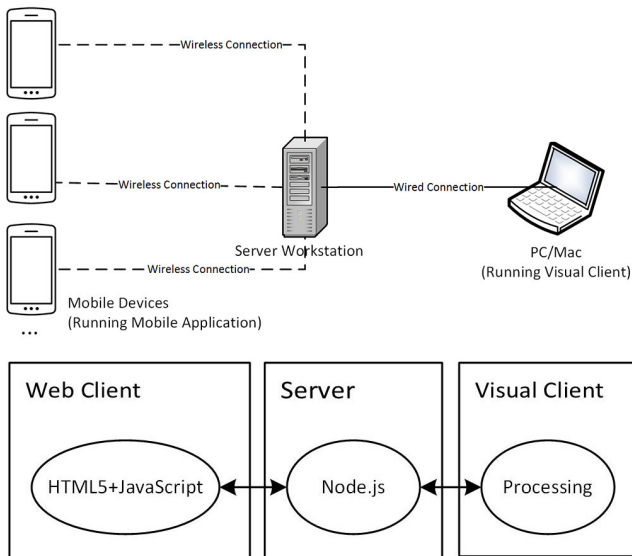 Wireless Connection
Wireless Connection
Wired Connection
Server Workstation
PC/Mac
(Running Visual Client)
Wireless Connection
Mobile Devices
(Running Mobile Application)
...
Web Client
Server
Visual Client
HTML5+JavaScript
Node.js
Processing